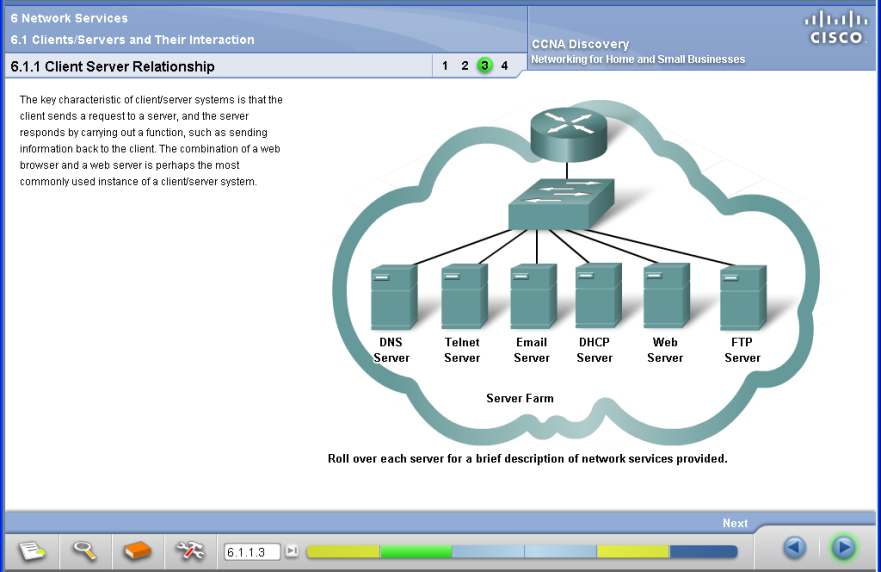 6 Network Services
6.1 Clients/Servers and Their Interaction
CISCO
CCNA Discovery
Networking for Home and Small Businesses
6.1.1 Client Server Relationship
1 2 3 4
The key characteristic of client/server systems is that the
client sends a request to a server, and the server
responds by carrying out a function, such as sending
information back to the client. The combination of a web
browser and a web server is perhaps the most
commonly used instance of a client/server system.
DNS Server
Telnet Server
Email Server
DHCP Server
Web Server
FTP Server
Server Farm
Roll over each server for a brief description of network services provided.
Next
6.1.1.3